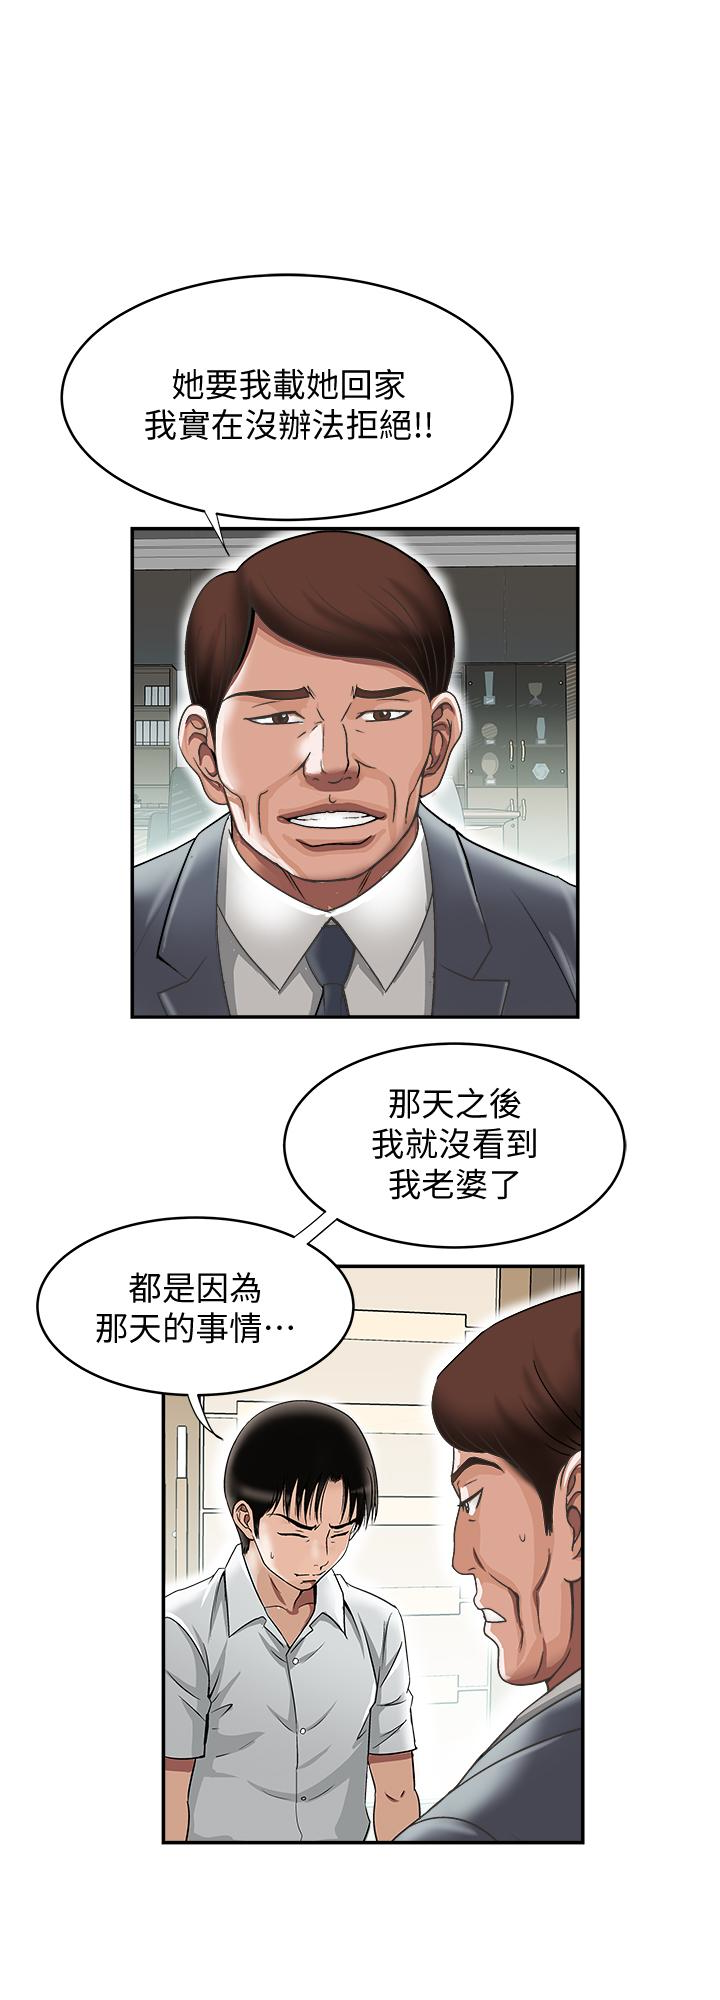 她要我載她回家
我實在沒辦法拒絕!!
那天之後
我就沒看到
我老婆了
都是因為
那天的事情⋯